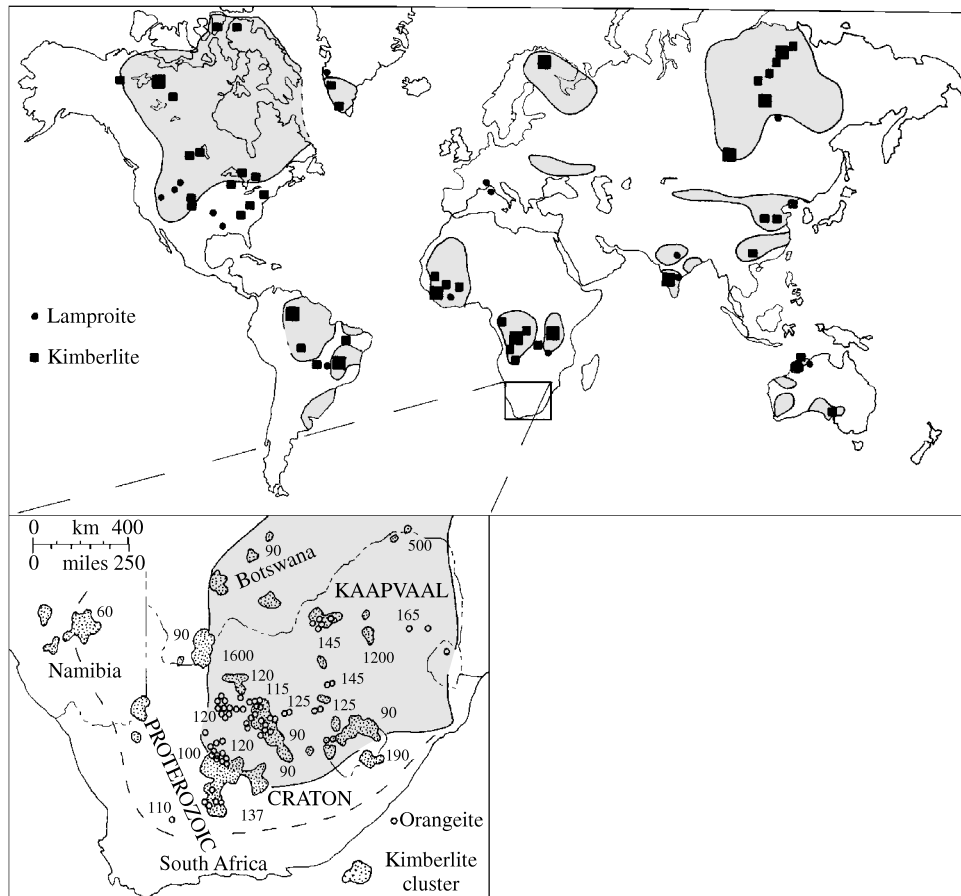 Lamproite
Kimberlite
0 km 400
0 miles 250
90
Botswana
500
KAAPVAAL
60
Namibia
90
145
165
1600
1200
120
115
145
125
125
120
90
90
100
120
90
190
PROTEROZOIC
137
CRATON
110
Orangeite
South Africa
Kimberlite
cluster